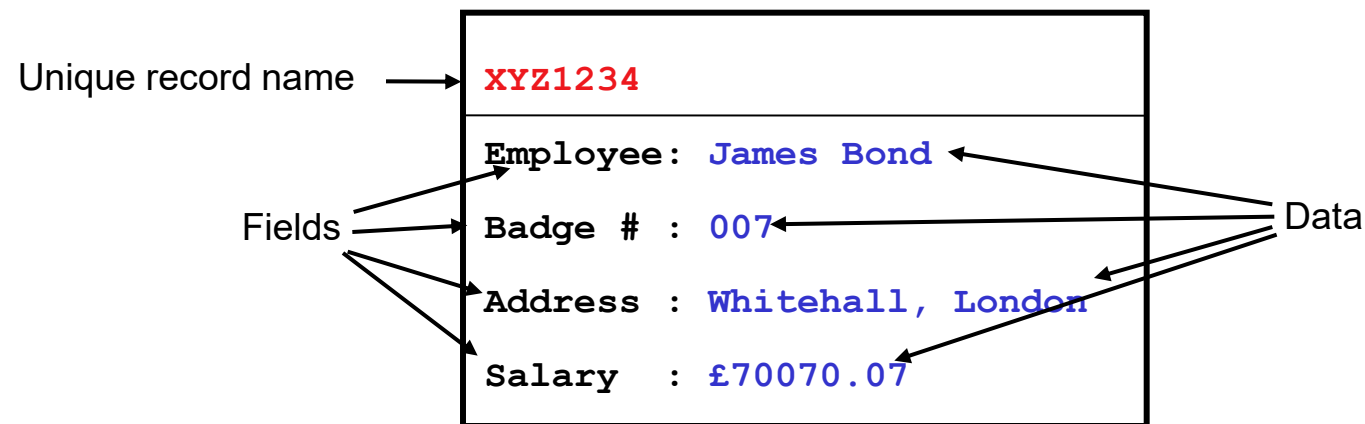 Unique record name
XYZ1234
Employee: James Bond
Fields
Badge # : 007
Data
Address : Whitehall, London
Salary : £70070.07